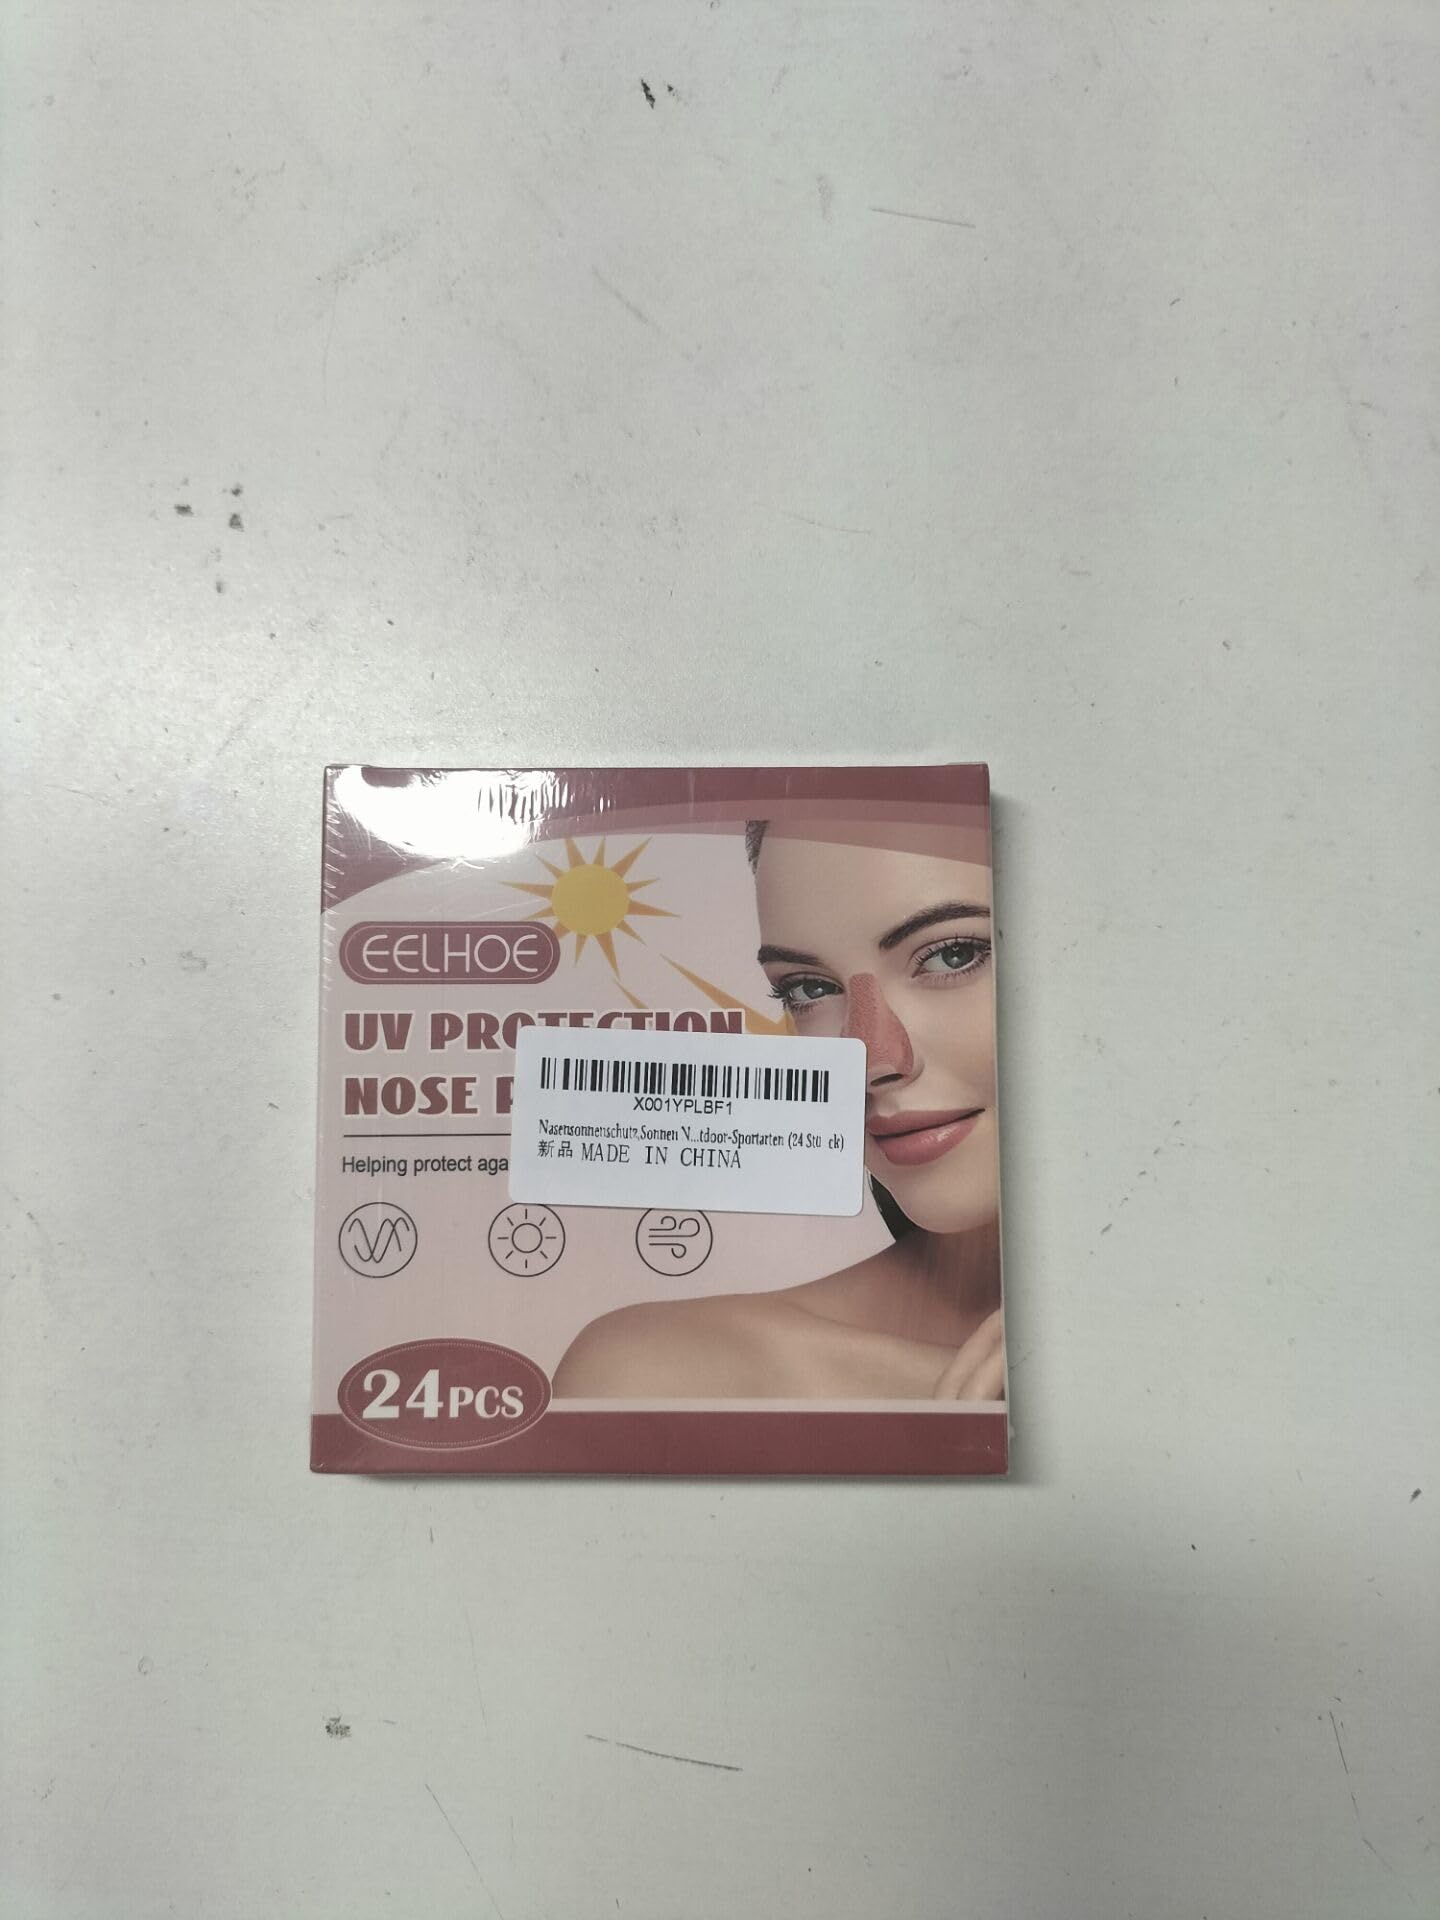 EELHOE
UV PROTECTION
NOSE P
X001YPLBF1
Nasensonnenschutz,Sonnen V...tdoor-Sportarten (24 Stü ck)
新品 MADE IN CHINA
Helping protect aga
24PCS